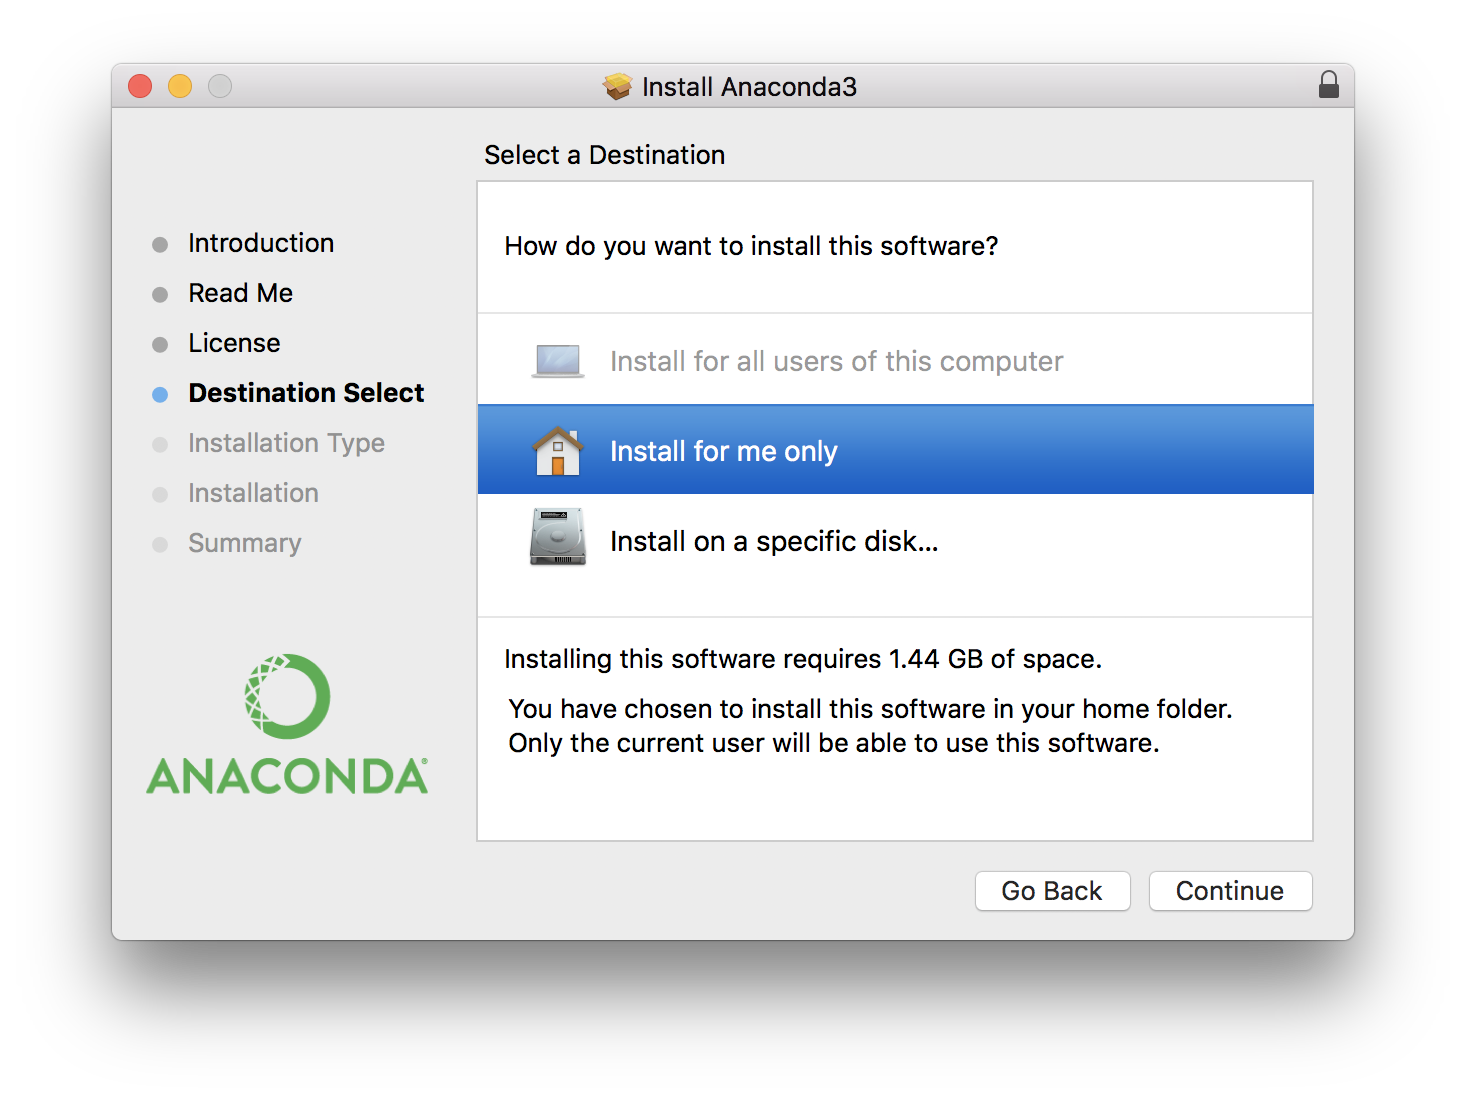 Install Anaconda3
Select a Destination
Introduction
Read Me
License
Destination Select
Installation Type
Installation
Summary
ANACONDA®
How do you want to install this software?
Install for all users of this computer
Install for me only
Install on a specific disk...
Installing this software requires 1.44 GB of space.
You have chosen to install this software in your home folder.
Only the current user will be able to use this software.
Go Back
Continue